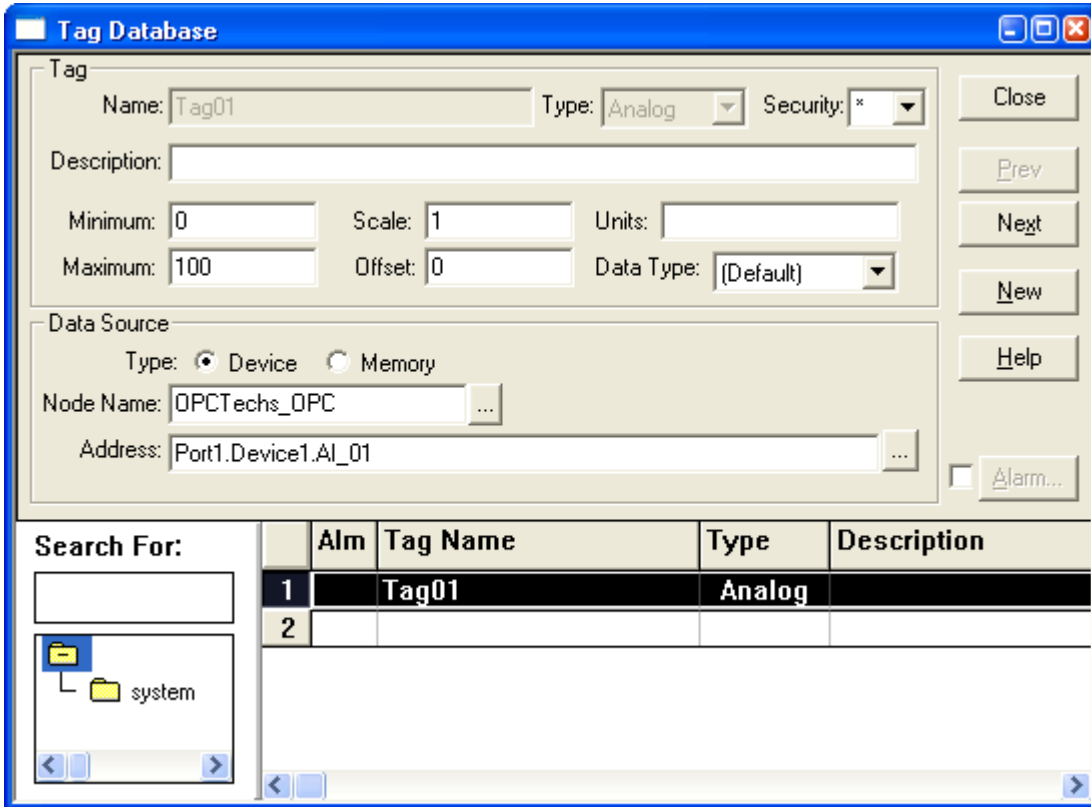 Tag Database
Tag
Name: Tag01 Type: Analog Security: *
Close
Description:
Prev
Minimum: 0 Scale: 1 Units:
Next
Maximum: 100 Offset: 0 Data Type: (Default)
New
Data Source
Type: Device Memory
Help
Node Name: OPCTechs_OPC ...
Address: Port1.Device1.AI_01 ...
Alarm...
Search For:
Alm Tag Name Type Description
1 Tag01 Analog
2
system